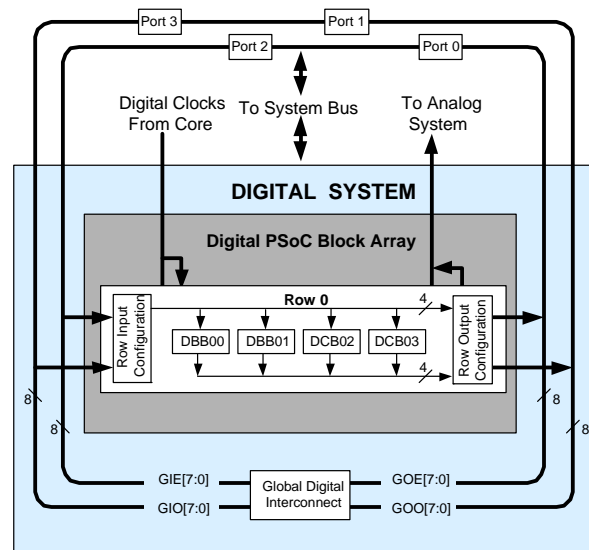 Port 3
Port 1
Port 2
Port 0
Digital Clocks
From Core
To System Bus
To Analog
System
DIGITAL SYSTEM
Digital PSoC Block Array
Row Input
Configuration
Row 0
4
DBB00
DBB01
DCB02
DCB03
4
Row Output
Configuration
8
8
8
8
GIE[7:0]
GIO[7:0]
Global Digital
Interconnect
GOE[7:0]
GOO[7:0]